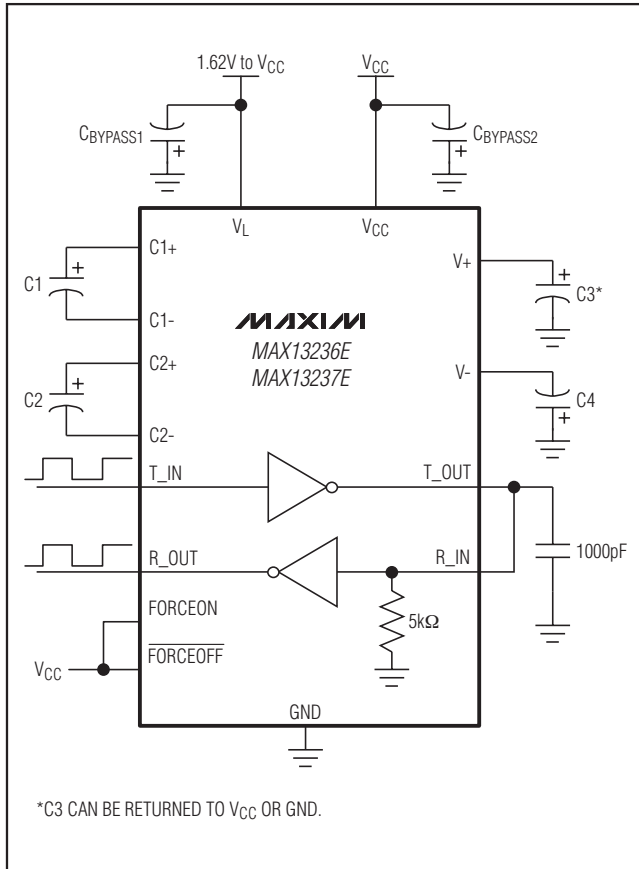 1.62V to VCC
VCC
CBYPASS1
+
CBYPASS2
+
VL
VCC
C1+
C1
+
C1-
C2+
C2
+
C2-
V+
+
C3*
V-
C4
+
MAXIM
MAX13236E
MAX13237E
T_IN
T_OUT
R_OUT
R_IN
1000pF
5kΩ
FORCEON
FORCEOFF
VCC
GND
*C3 CAN BE RETURNED TO VCC OR GND.